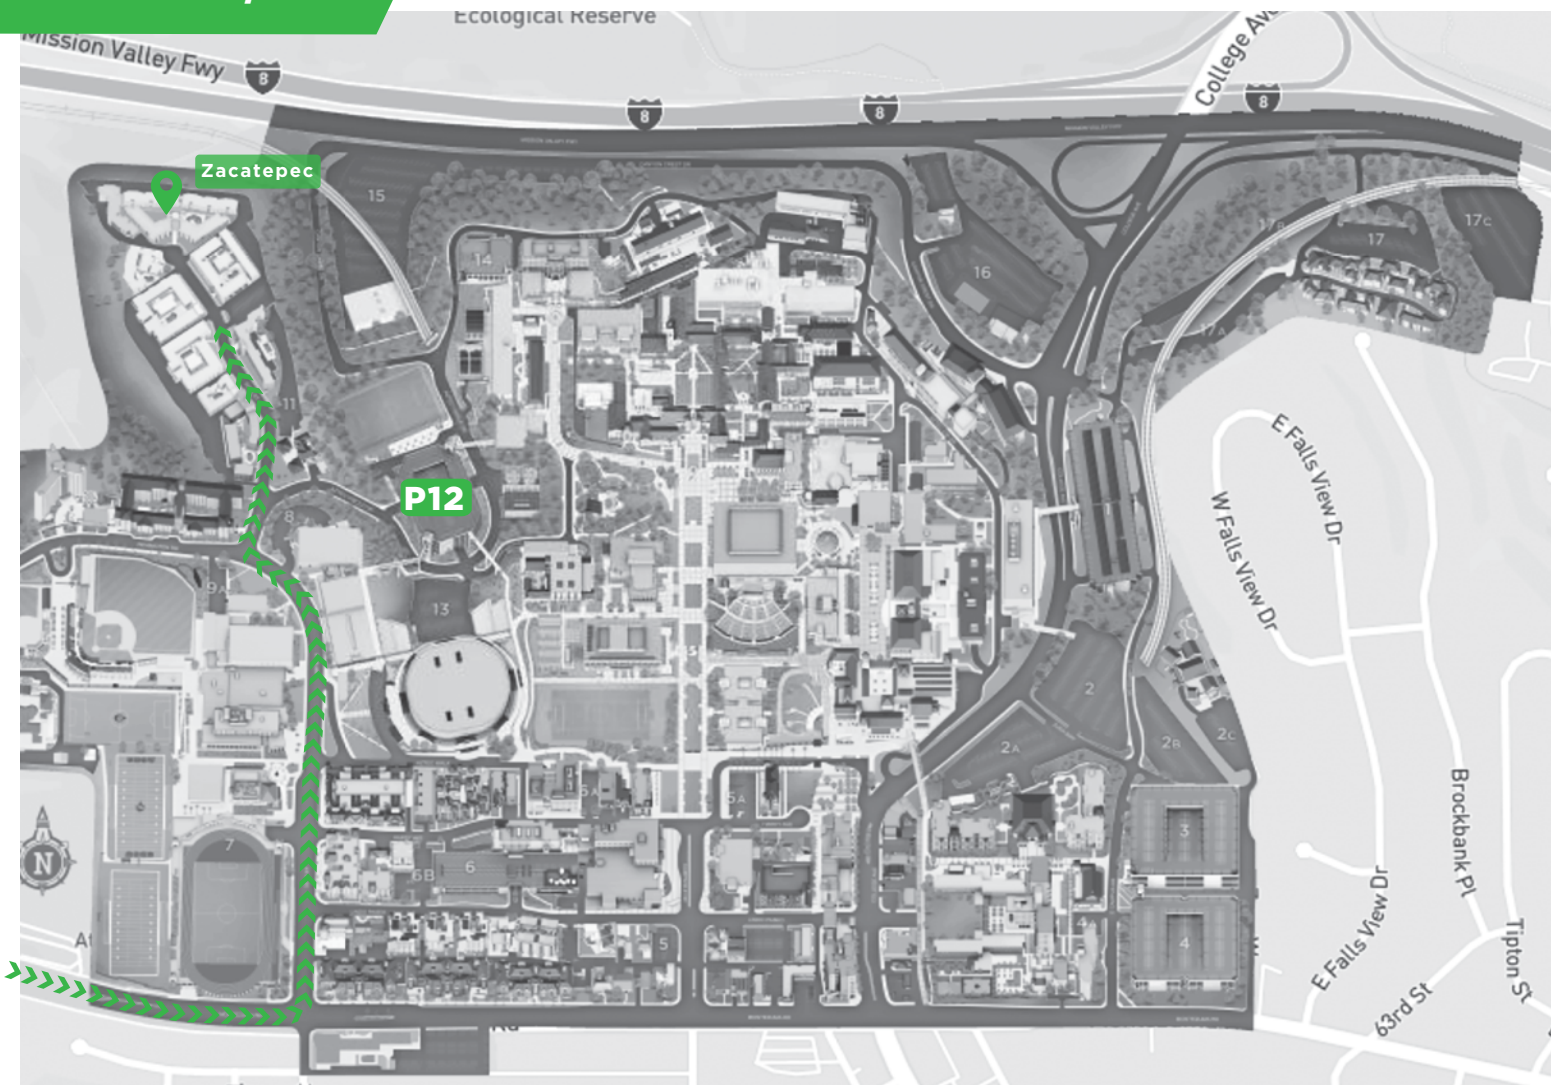 Ecological Reserve
Mission Valley Fwy
8
8
8
8
College Ave
Zacatepec
15
14
16
17B
17
17C
17A
11
P12
8
9A
13
E Falls View Dr
W Falls View Dr
2
2A
2B
2C
7
6B
6
5A
3
4
5
N
Brockbank Pl
E Falls View Dr
Tipton St
63rd St
Rd